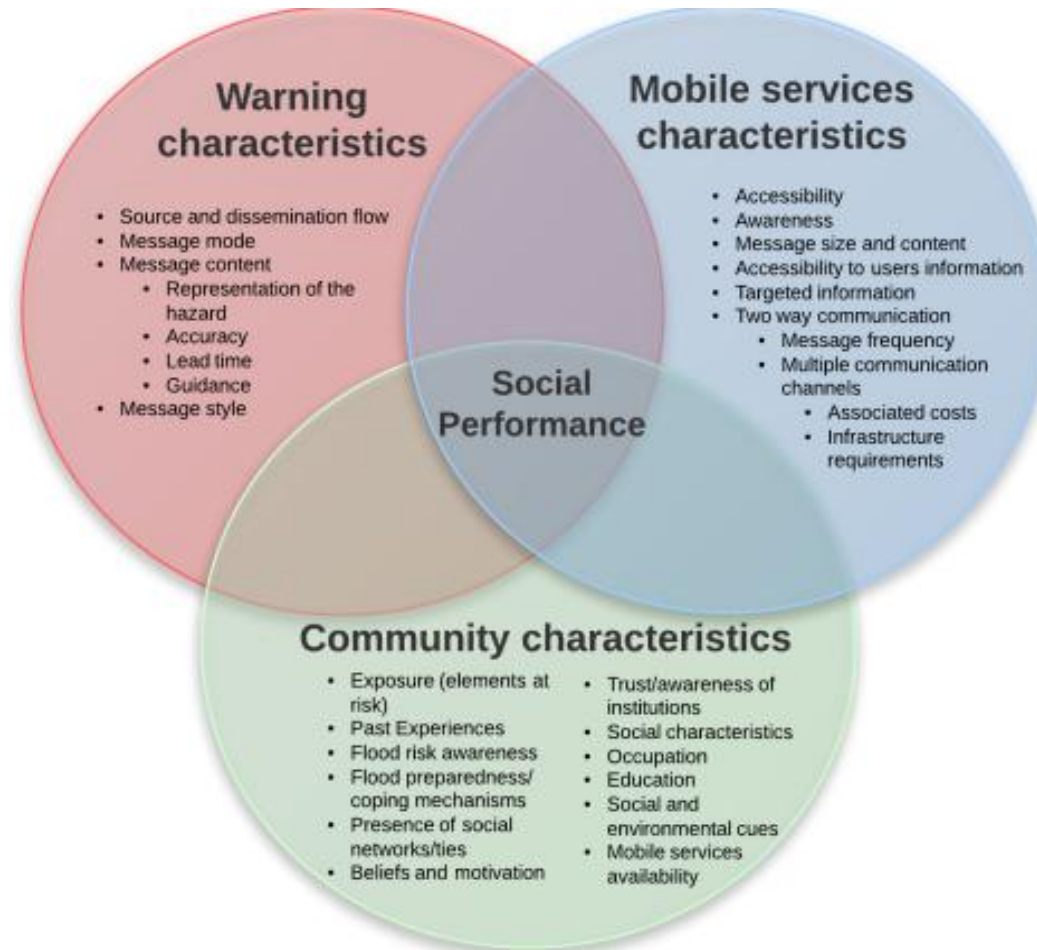 Warning
characteristics
• Source and dissemination flow
• Message mode
• Message content
• Representation of the
hazard
• Accuracy
• Lead time
• Guidance
• Message style
Mobile services
characteristics
• Accessibility
• Awareness
• Message size and content
• Accessibility to users information
• Targeted information
• Two way communication
• Message frequency
• Multiple communication
channels
• Associated costs
• Infrastructure
requirements
Social
Performance
Community characteristics
• Exposure (elements at
risk)
• Past Experiences
• Flood risk awareness
• Flood preparedness/
coping mechanisms
• Presence of social
networks/ties
• Beliefs and motivation
• Trust/awareness of
institutions
• Social characteristics
• Occupation
• Education
• Social and
environmental cues
• Mobile services
availability